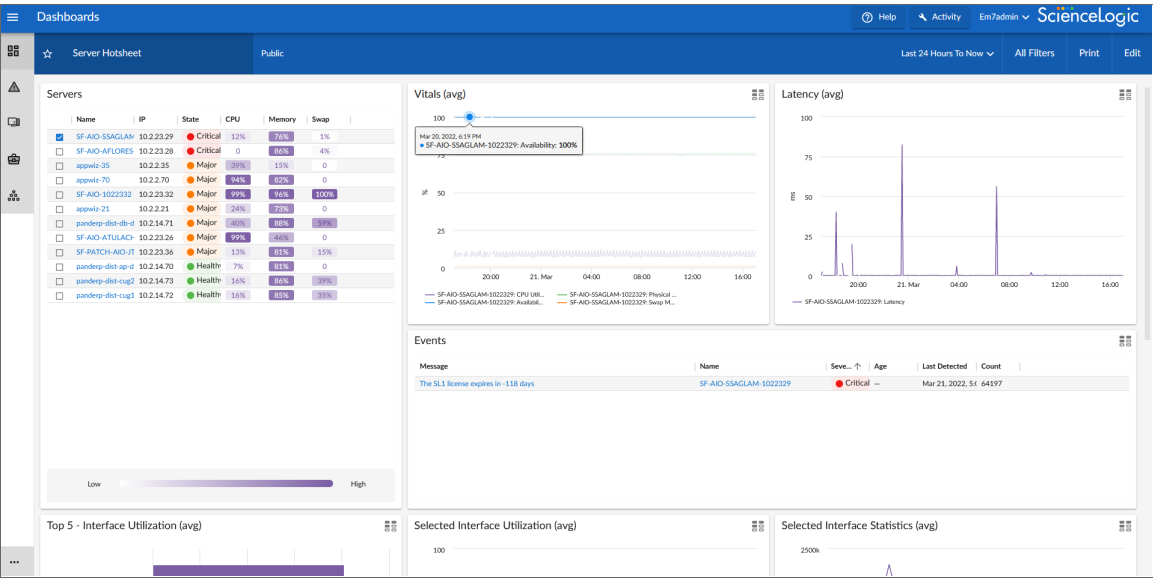 Dashboards
Help
Activity
Em7admin
ScienceLogic
Server Hotsheet
Public
Last 24 Hours To Now
All Filters
Print
Edit
Servers
Name IP State CPU Memory Swap
SF-AIO-SSAGLAM 10.2.23.29 Critical 12% 76% 1%
SF-AIO-AFLORES- 10.2.23.28 Critical 0 86% 4%
appwiz-35 10.2.2.35 Major 39% 15% 0
appwiz-70 10.2.2.70 Major 94% 82% 0
SF-AIO-1022332 10.2.23.32 Major 99% 96% 100%
appwiz-21 10.2.2.21 Major 24% 73% 0
panderp-dist-db-d 10.2.14.71 Major 40% 88% 59%
SF-AIO-ATULACH 10.2.23.26 Major 99% 46% 0
SF-PATCH-AIO-JT 10.2.23.36 Major 13% 81% 15%
panderp-dist-ap-d 10.2.14.70 Healthy 7% 81% 0
panderp-dist-cug2 10.2.14.73 Healthy 16% 86% 39%
panderp-dist-cug1 10.2.14.72 Healthy 16% 85% 35%
Low
High
Vitals (avg)
100
Mar 20, 2022, 6:19 PM
SF-AIO-SSAGLAM-1022329: Availability: 100%
75
%
50
25
0
20:00 21. Mar 04:00 08:00 12:00 16:00
SF-AIO-SSAGLAM-1022329: CPU Util... SF-AIO-SSAGLAM-1022329: Physical ...
SF-AIO-SSAGLAM-1022329: Availabil... SF-AIO-SSAGLAM-1022329: Swap M...
Latency (avg)
100
75
ms
50
25
0
20:00 21. Mar 04:00 08:00 12:00 16:00
SF-AIO-SSAGLAM-1022329: Latency
Events
Message Name Seve... Age Last Detected Count
The SL1 license expires in -118 days SF-AIO-SSAGLAM-1022329 Critical – Mar 21, 2022, 5:( 64197
Top 5 - Interface Utilization (avg)
Selected Interface Utilization (avg)
100
Selected Interface Statistics (avg)
2500k